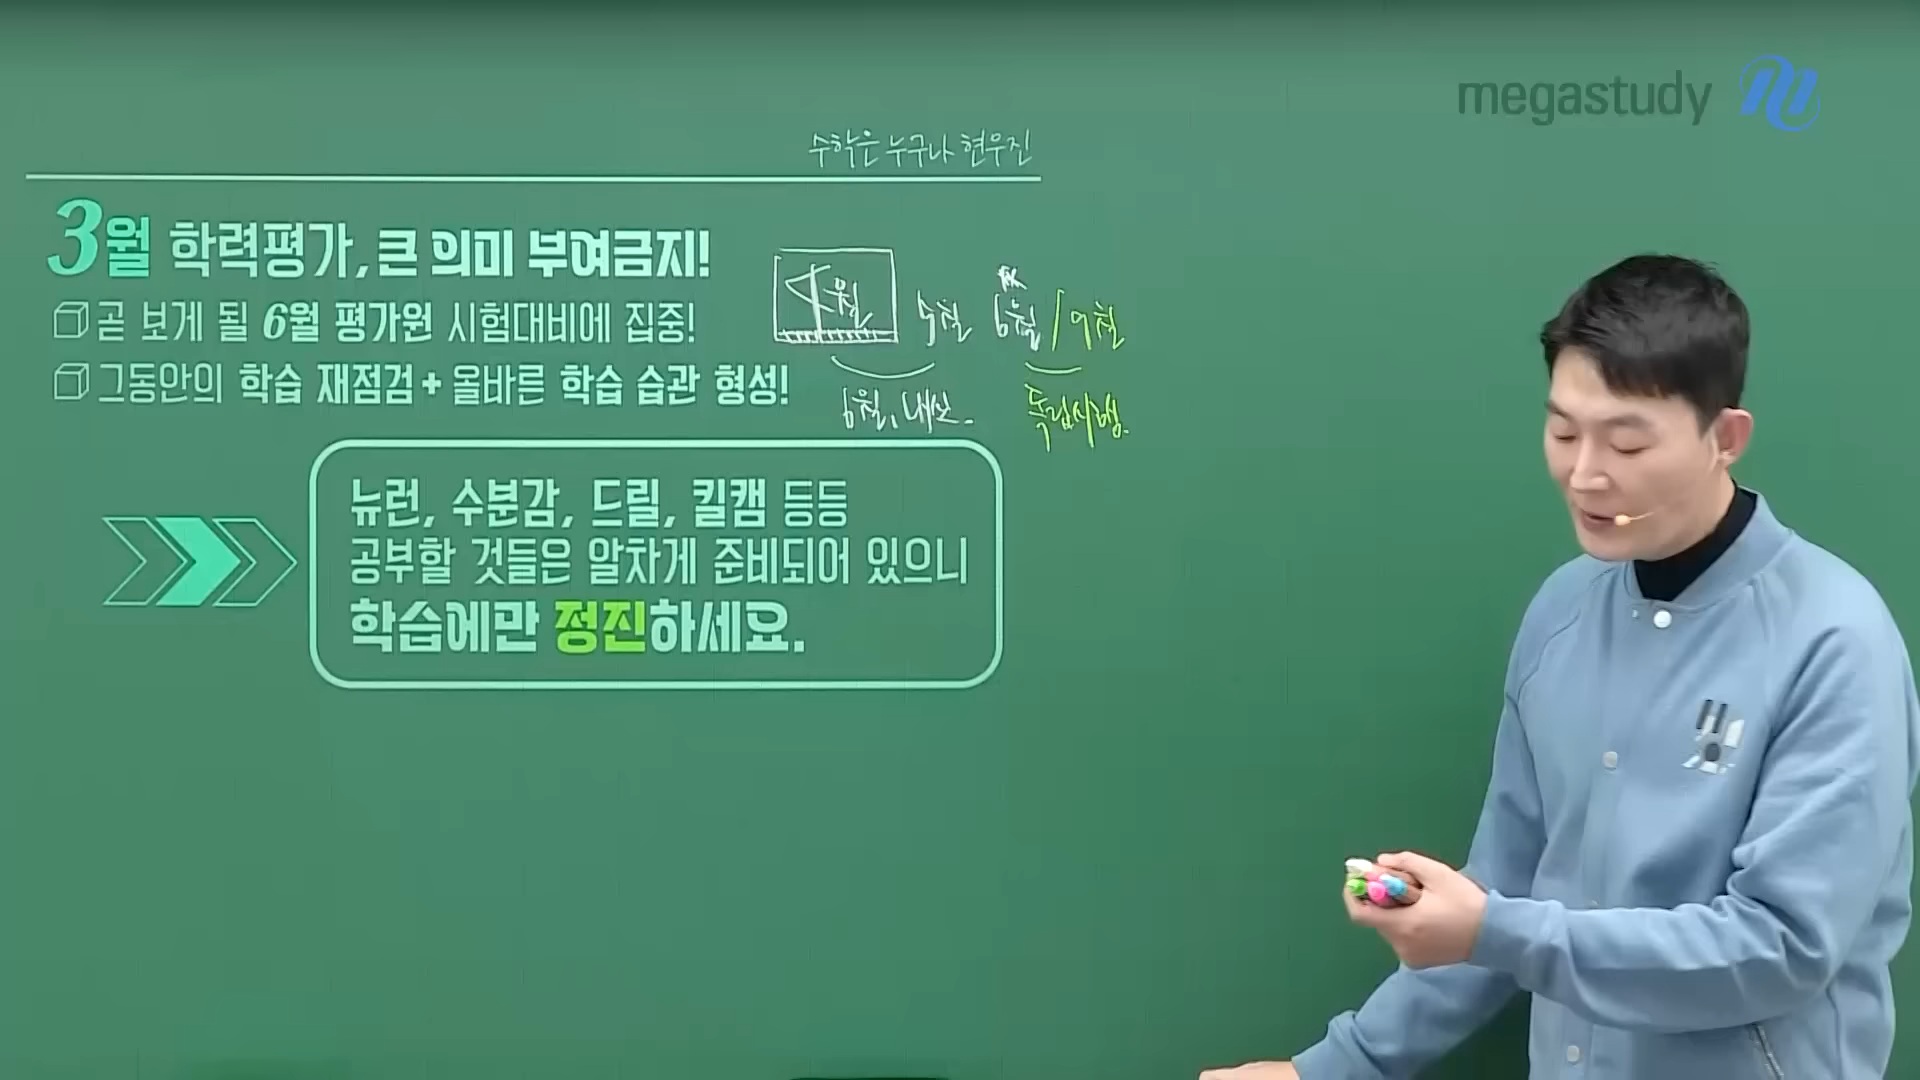 megastudy
수학은 누구나 현우진
3월 학력평가, 큰 의미 부여금지!
곧 보게 될 6월 평가원 시험대비에 집중!
그동안의 학습 재점검 + 올바른 학습 습관 형성!
4월 5월 6월 / 9월
6월, 내신.
독립시행.
뉴런, 수분감, 드릴, 킬캠 등등
공부할 것들은 알차게 준비되어 있으니
학습에만 정진하세요.